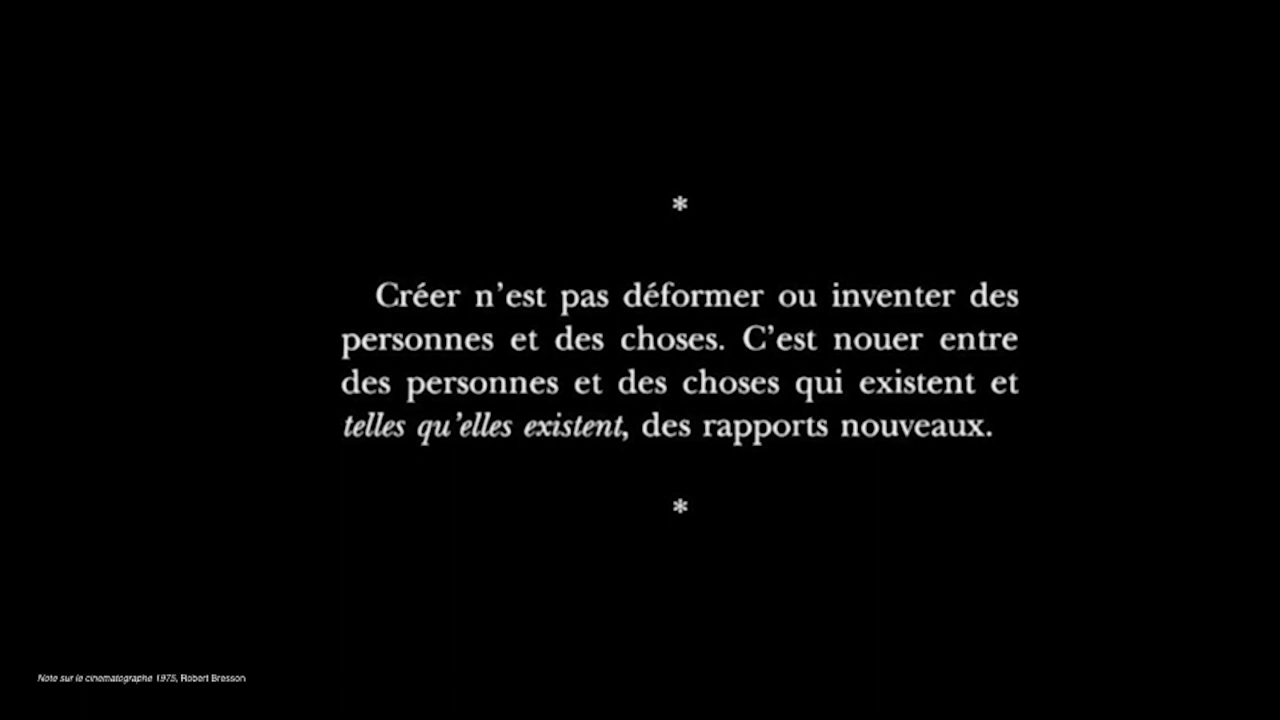 *
Créer n’est pas déformer ou inventer des
personnes et des choses. C’est nouer entre
des personnes et des choses qui existent et
telles qu’elles existent, des rapports nouveaux.
*
Note sur le cinematographe 1975, Robert Bresson